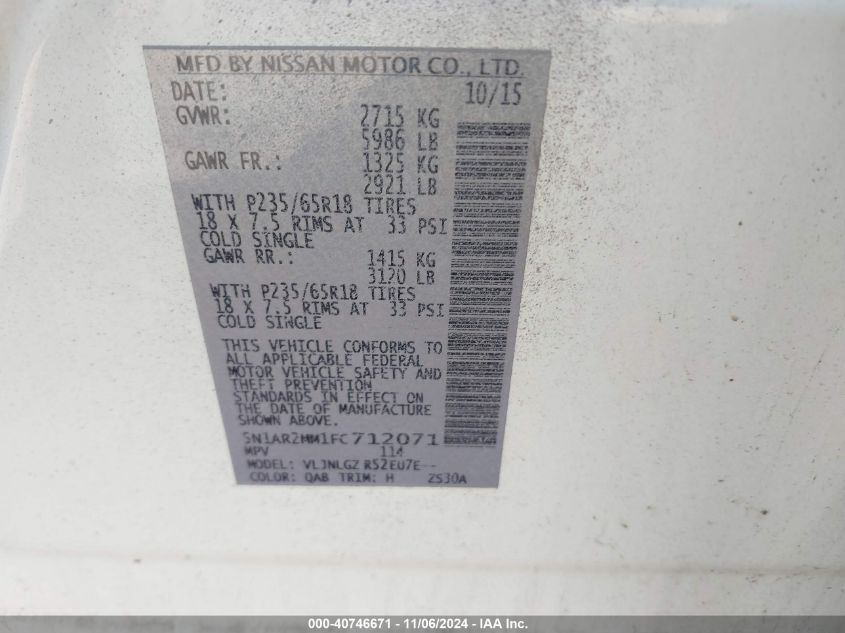 MFD BY NISSAN MOTOR CO., LTD.
DATE: 10/15
GVWR: 2715 KG
5986 LB
GAWR FR.: 1325 KG
2921 LB
WITH P235/65R18 TIRES
18 X 7.5 RIMS AT 33 PSI
COLD SINGLE
GAWR RR.: 1415 KG
3120 LB
WITH P235/65R18 TIRES
18 X 7.5 RIMS AT 33 PSI
COLD SINGLE
THIS VEHICLE CONFORMS TO
ALL APPLICABLE FEDERAL
MOTOR VEHICLE SAFETY AND
THEFT PREVENTION
STANDARDS IN EFFECT ON
THE DATE OF MANUFACTURE
SHOWN ABOVE.
5N1AR2MM1FC712071
MPV 114
MODEL: VLJNLGZ R52EU7E--
COLOR: QAB TRIM: H ZS30A
000-40746671 - 11/06/2024 - IAA Inc.